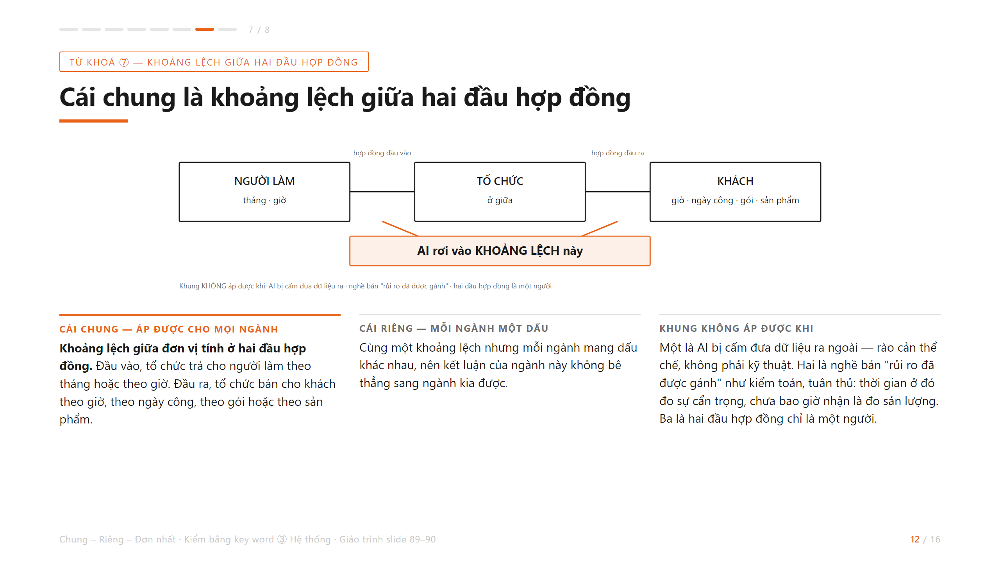 7 / 8
TỪ KHOÁ ⑦ — KHOẢNG LỆCH GIỮA HAI ĐẦU HỢP ĐỒNG
Cái chung là khoảng lệch giữa hai đầu hợp đồng
hợp đồng đầu vào
hợp đồng đầu ra
NGƯỜI LÀM
tháng · giờ
TỔ CHỨC
ở giữa
KHÁCH
giờ · ngày công · gói · sản phẩm
AI rơi vào KHOẢNG LỆCH này
Khung KHÔNG áp được khi: AI bị cấm đưa dữ liệu ra · nghề bán "rủi ro đã được gánh" · hai đầu hợp đồng là một người
CÁI CHUNG — ÁP ĐƯỢC CHO MỌI NGÀNH
Khoảng lệch giữa đơn vị tính ở hai đầu hợp
đồng. Đầu vào, tổ chức trả cho người làm theo
tháng hoặc theo giờ. Đầu ra, tổ chức bán cho khách
theo giờ, theo ngày công, theo gói hoặc theo sản
phẩm.
CÁI RIÊNG — MỖI NGÀNH MỘT DẤU
Cùng một khoảng lệch nhưng mỗi ngành mang dấu
khác nhau, nên kết luận của ngành này không bê
thẳng sang ngành kia được.
KHUNG KHÔNG ÁP ĐƯỢC KHI
Một là AI bị cấm đưa dữ liệu ra ngoài — rào cản thể
chế, không phải kỹ thuật. Hai là nghề bán "rủi ro đã
được gánh" như kiểm toán, tuân thủ: thời gian ở đó
đo sự cẩn trọng, chưa bao giờ nhận là đo sản lượng.
Ba là hai đầu hợp đồng chỉ là một người.
Chung – Riêng – Đơn nhất · Kiểm bằng key word ③ Hệ thống · Giáo trình slide 89–90
12 / 16